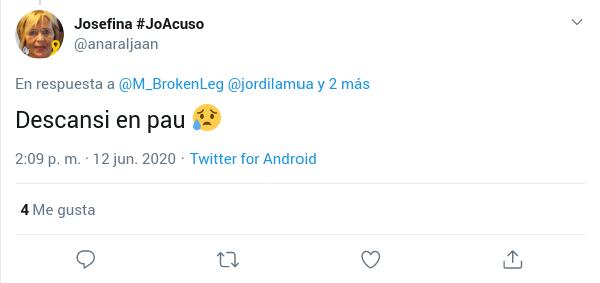 Josefina #JoAcuso
@anaraljaan
En respuesta a @M_BrokenLeg @jordilamua y 2 más
Descansi en pau 😥
2:09 p. m. · 12 jun. 2020 · Twitter for Android
4 Me gusta